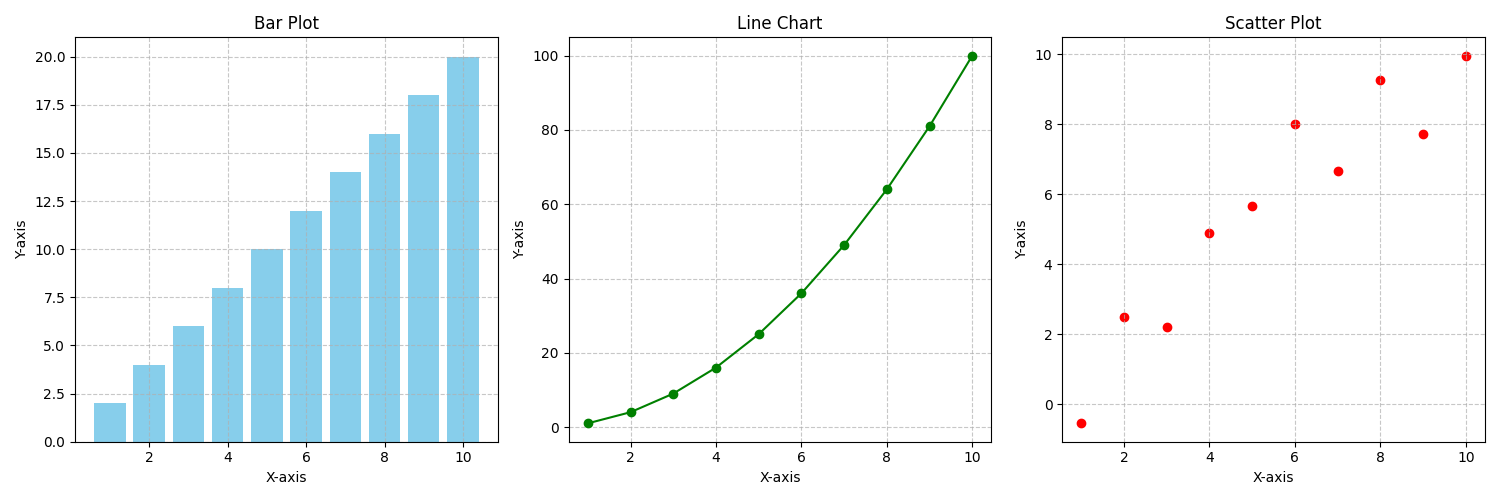 Bar Plot
Y-axis
20.0
17.5
15.0
12.5
10.0
7.5
5.0
2.5
0.0
2 4 6 8 10
X-axis
Line Chart
Y-axis
100
80
60
40
20
0
2 4 6 8 10
X-axis
Scatter Plot
Y-axis
10
8
6
4
2
0
2 4 6 8 10
X-axis